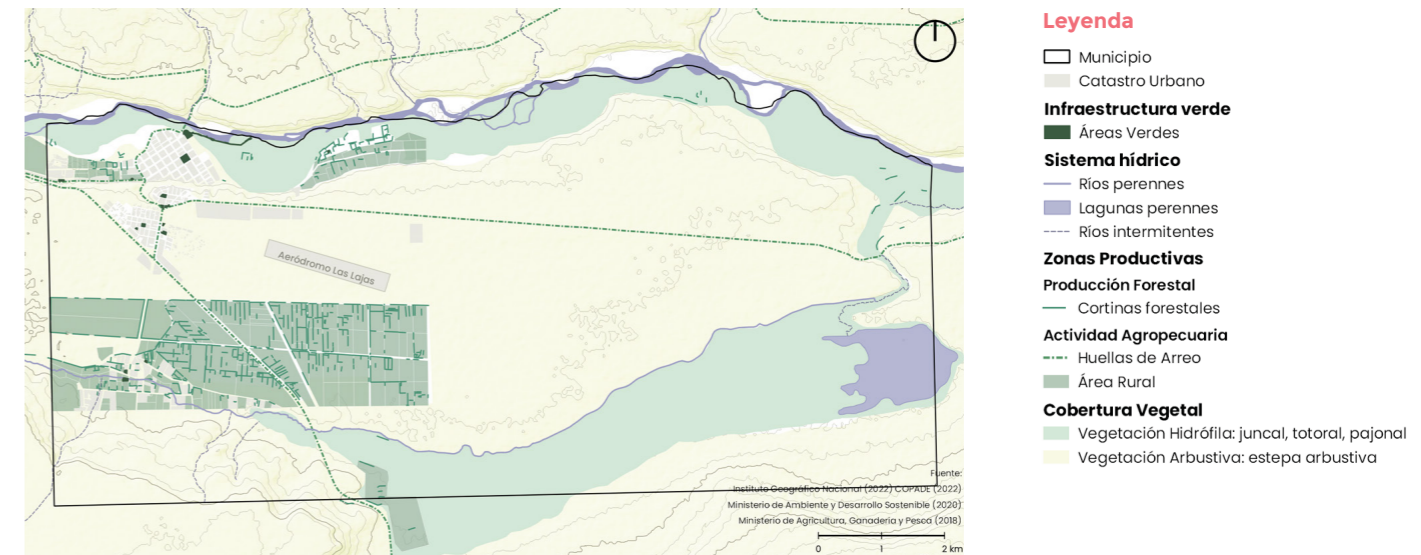 Leyenda
Municipio
Catastro Urbano
Infraestructura verde
Áreas Verdes
Sistema hídrico
Ríos perennes
Lagunas perennes
Ríos intermitentes
Zonas Productivas
Producción Forestal
Cortinas forestales
Actividad Agropecuaria
Huellas de Arreo
Área Rural
Cobertura Vegetal
Vegetación Hidrófila: juncal, totoral, pajonal
Vegetación Arbustiva: estepa arbustiva
Aeródromo Las Lajas
Fuente:
Instituto Geográfico Nacional (2022) COPADE (2022)
Ministerio de Ambiente y Desarrollo Sostenible (2020)
Ministerio de Agricultura, Ganadería y Pesca (2018)
0 1 2 km